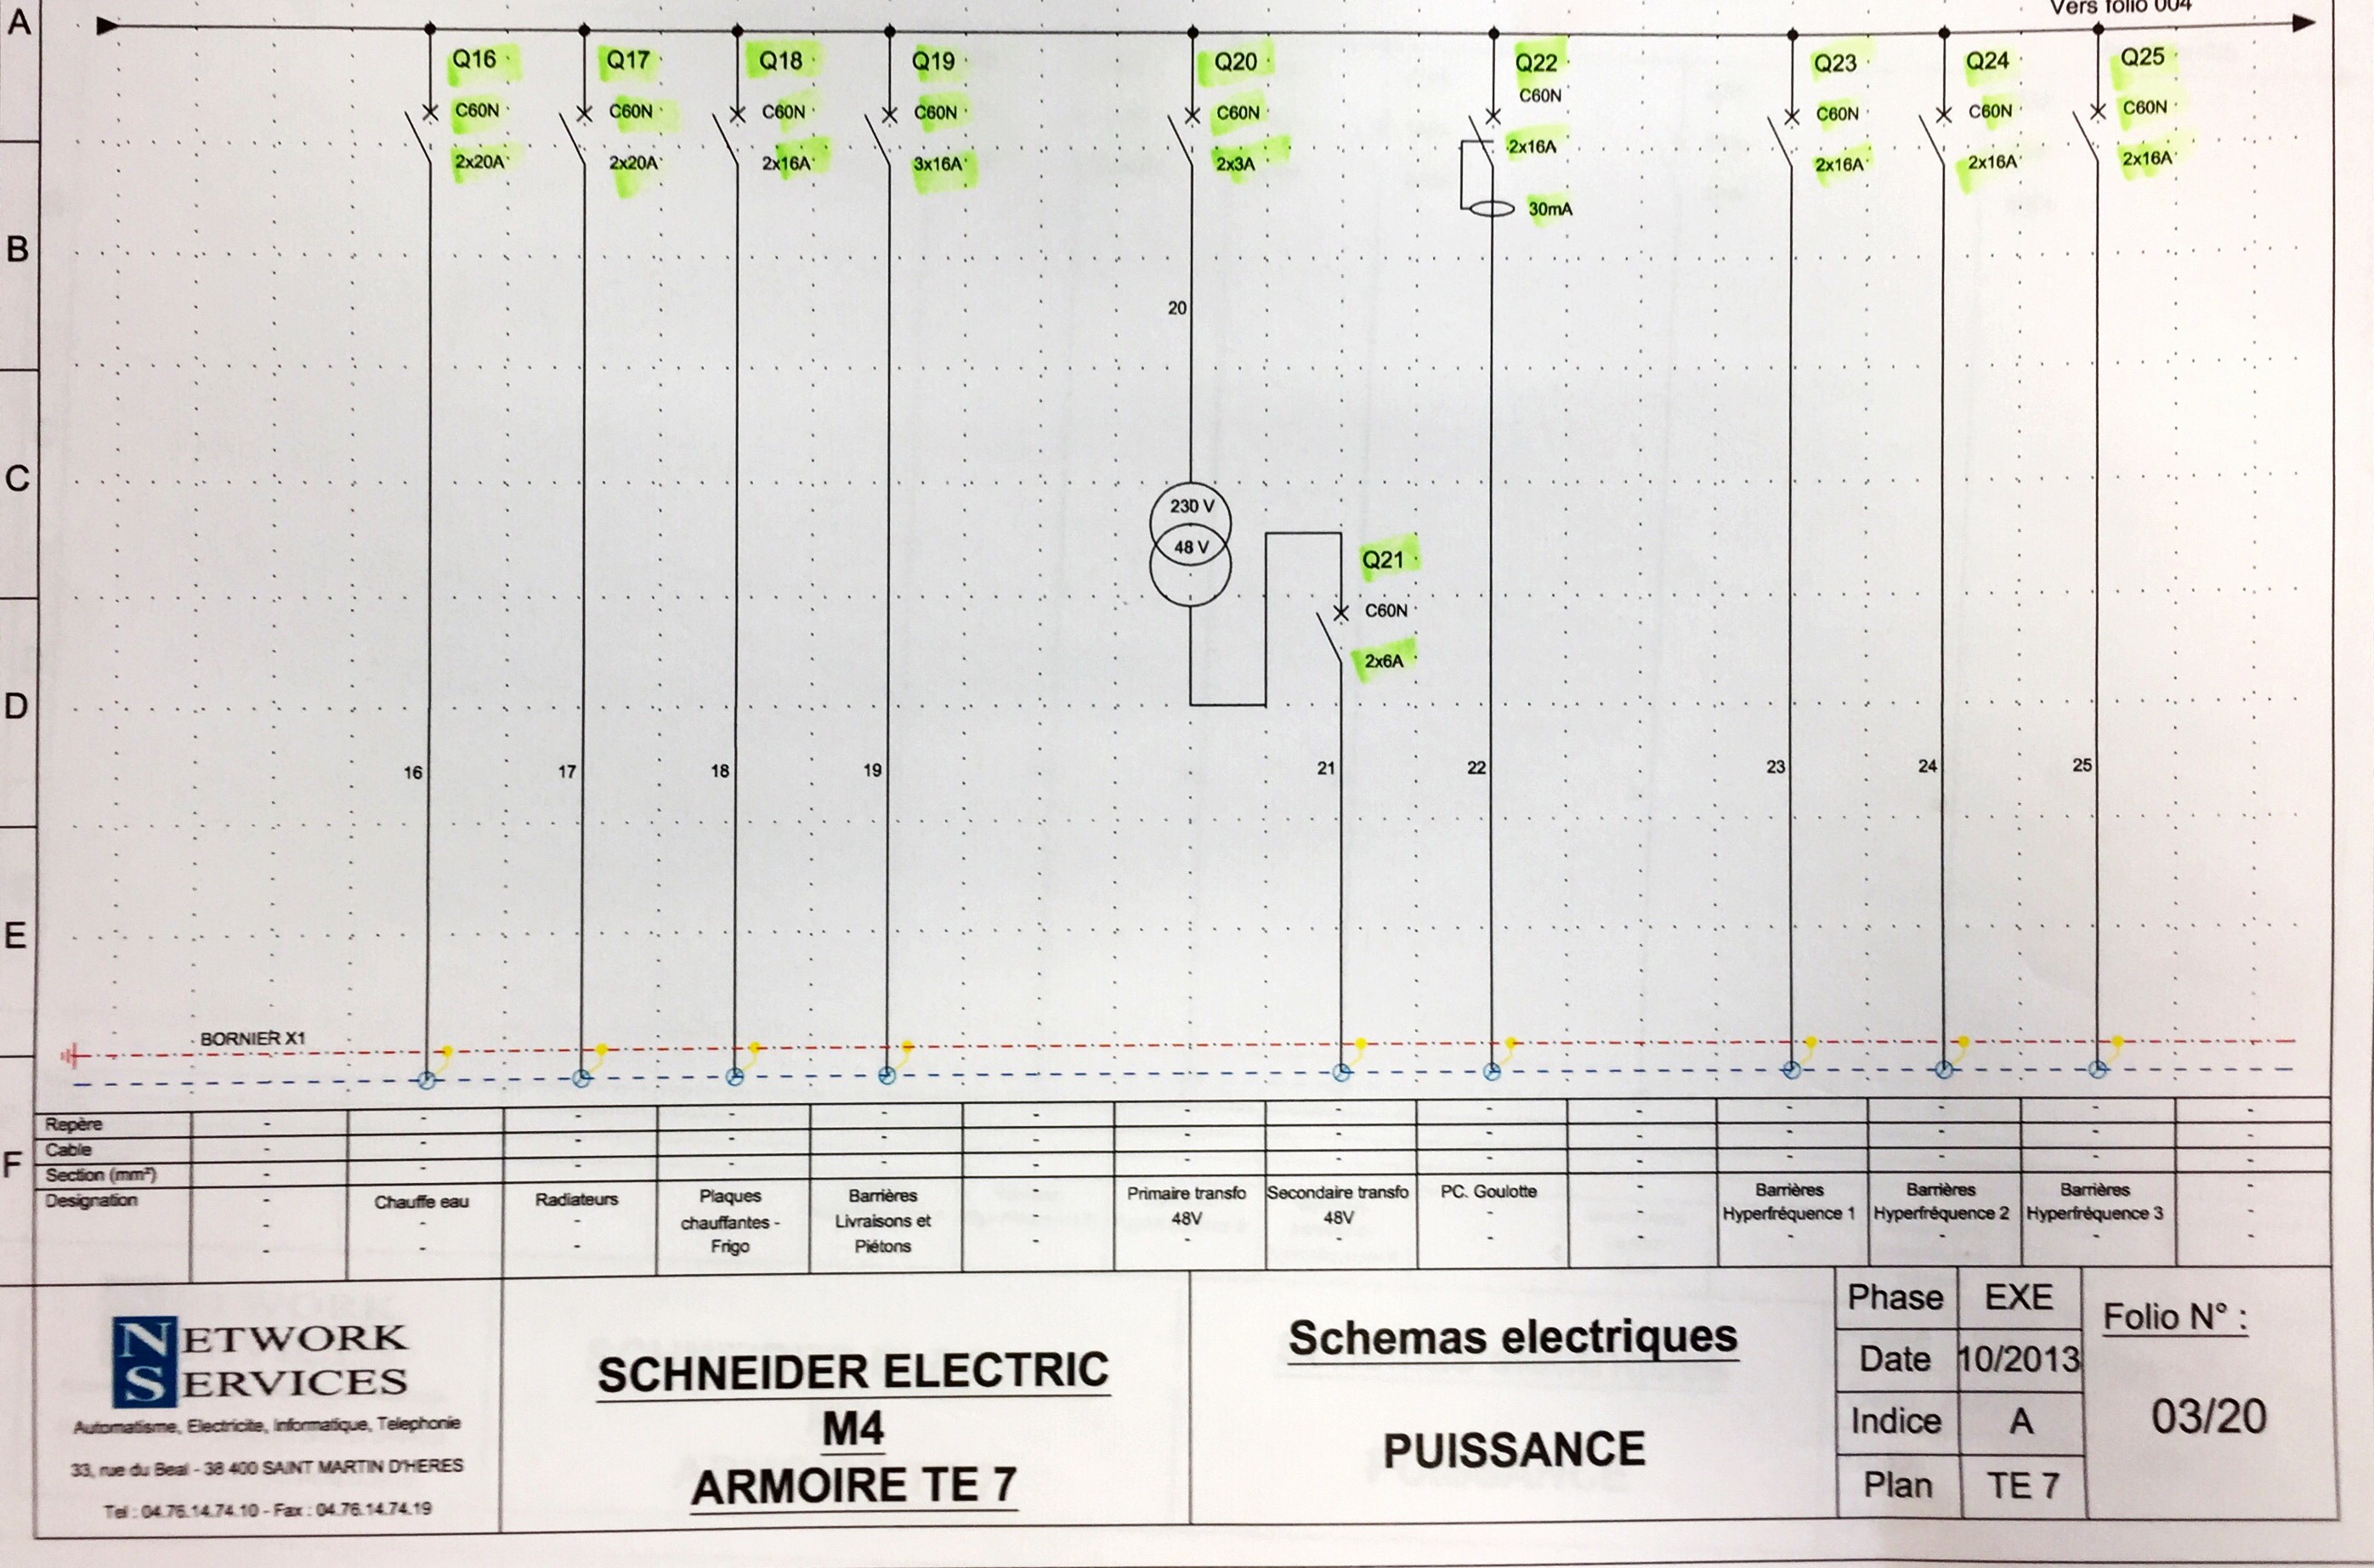 A
Vers folio 004
Q16
Q17
Q18
Q19
Q20
Q22
Q23
Q24
Q25
C60N
C60N
C60N
C60N
C60N
C60N
C60N
C60N
C60N
2x20A
2x20A
2x16A
3x16A
2x3A
2x16A
2x16A
2x16A
2x16A
30mA
B
20
C
230 V
48 V
Q21
C60N
2x6A
D
16
17
18
19
21
22
23
24
25
E
BORNIER X1
F
Repère - - - - - - - - - - - - - -
Cable - - - - - - - - - - - - - -
Section (mm²) - - - - - - - - - - - - - -
Designation
-
-
-
Chauffe eau
-
-
Radiateurs
-
-
Plaques
chauffantes -
Frigo
Barrières
Livraisons et
Piétons
-
-
-
Primaire transfo
48V
-
Secondaire transfo
48V
-
PC. Goulotte
-
-
-
-
-
Barrières
Hyperfréquence 1
-
Barrières
Hyperfréquence 2
-
Barrières
Hyperfréquence 3
-
-
-
-
NETWORK
SERVICES
Automatisme, Electricite, Informatique, Telephonie
33, rue du Beal - 38 400 SAINT MARTIN D'HERES
Tel : 04.76.14.74.10 - Fax : 04.76.14.74.19
SCHNEIDER ELECTRIC
M4
ARMOIRE TE 7
Schemas electriques
PUISSANCE
Phase EXE
Date 10/2013
Indice A
Plan TE 7
Folio N° :
03/20